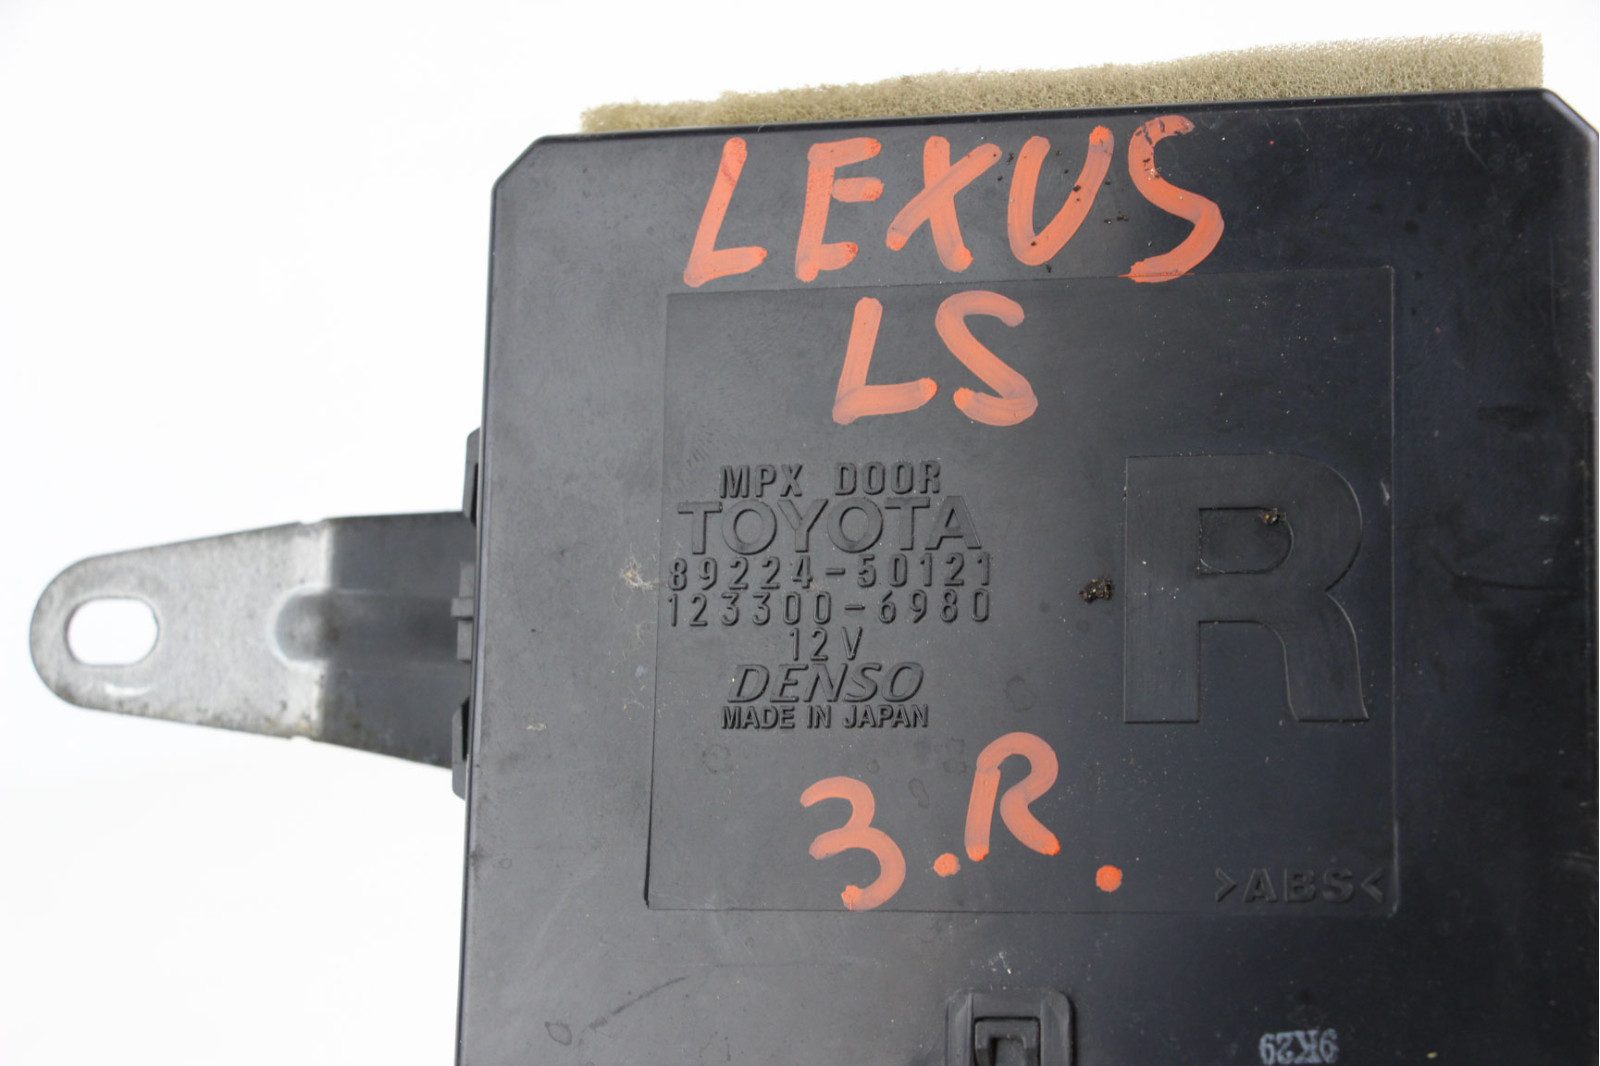 LEXUS
LS
MPX DOOR
TOYOTA
89224-50121
123300-6980
12V
DENSO
MADE IN JAPAN
R
3.R.
>ABS<
9K29